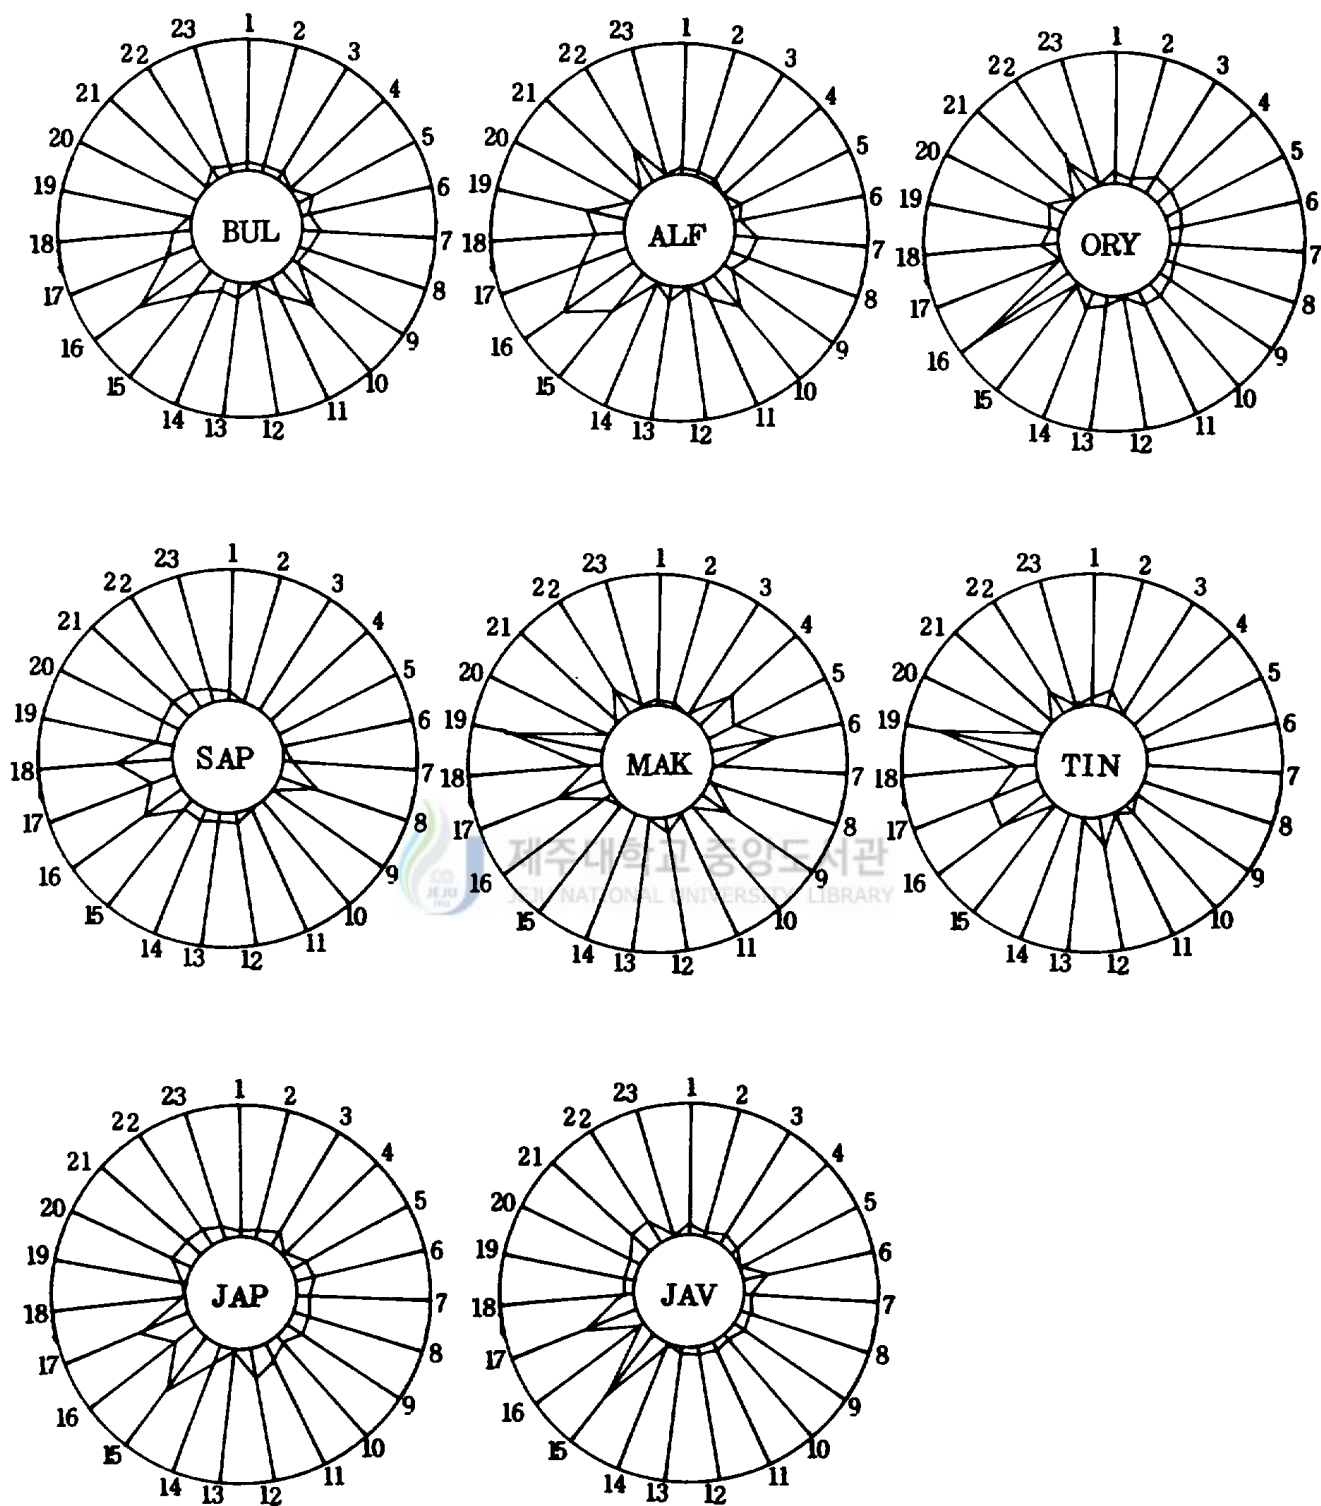 1 2 3 4 5 6 7 8 9 10 11 12 13 14 15 16 17 18 19 20 21 22 23
BUL
1 2 3 4 5 6 7 8 9 10 11 12 13 14 15 16 17 18 19 20 21 22 23
ALF
1 2 3 4 5 6 7 8 9 10 11 12 13 14 15 16 17 18 19 20 21 22 23
ORY
1 2 3 4 5 6 7 8 9 10 11 12 13 14 15 16 17 18 19 20 21 22 23
SAP
1 2 3 4 5 6 7 8 9 10 11 12 13 14 15 16 17 18 19 20 21 22 23
MAK
1 2 3 4 5 6 7 8 9 10 11 12 13 14 15 16 17 18 19 20 21 22 23
TIN
제주대학교 중앙도서관
JEJU NATIONAL UNIVERSITY LIBRARY
JEJU
1952
1 2 3 4 5 6 7 8 9 10 11 12 13 14 15 16 17 18 19 20 21 22 23
JAP
1 2 3 4 5 6 7 8 9 10 11 12 13 14 15 16 17 18 19 20 21 22 23
JAV